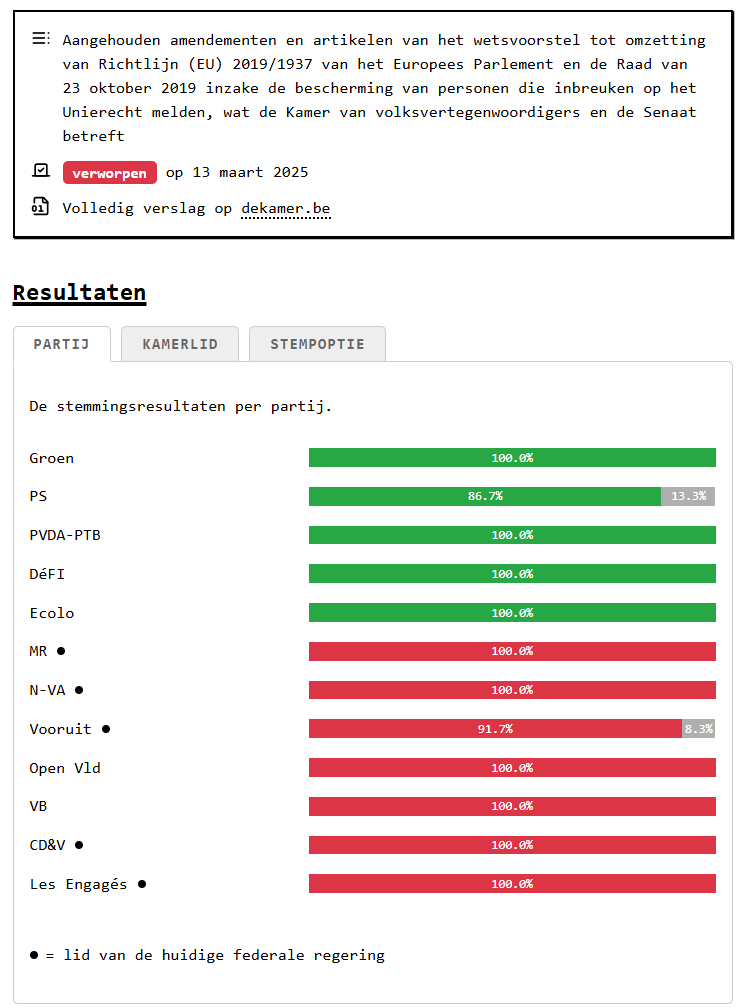 Aangehouden amendementen en artikelen van het wetsvoorstel tot omzetting
van Richtlijn (EU) 2019/1937 van het Europees Parlement en de Raad van
23 oktober 2019 inzake de bescherming van personen die inbreuken op het
Unierecht melden, wat de Kamer van volksvertegenwoordigers en de Senaat
betreft
verworpen op 13 maart 2025
Volledig verslag op dekamer.be
Resultaten
PARTIJ KAMERLID STEMPOPTIE
De stemmingsresultaten per partij.
Groen 100.0%
PS 86.7% 13.3%
PVDA-PTB 100.0%
DéFI 100.0%
Ecolo 100.0%
MR ● 100.0%
N-VA ● 100.0%
Vooruit ● 91.7% 8.3%
Open Vld 100.0%
VB 100.0%
CD&V ● 100.0%
Les Engagés ● 100.0%
● = lid van de huidige federale regering